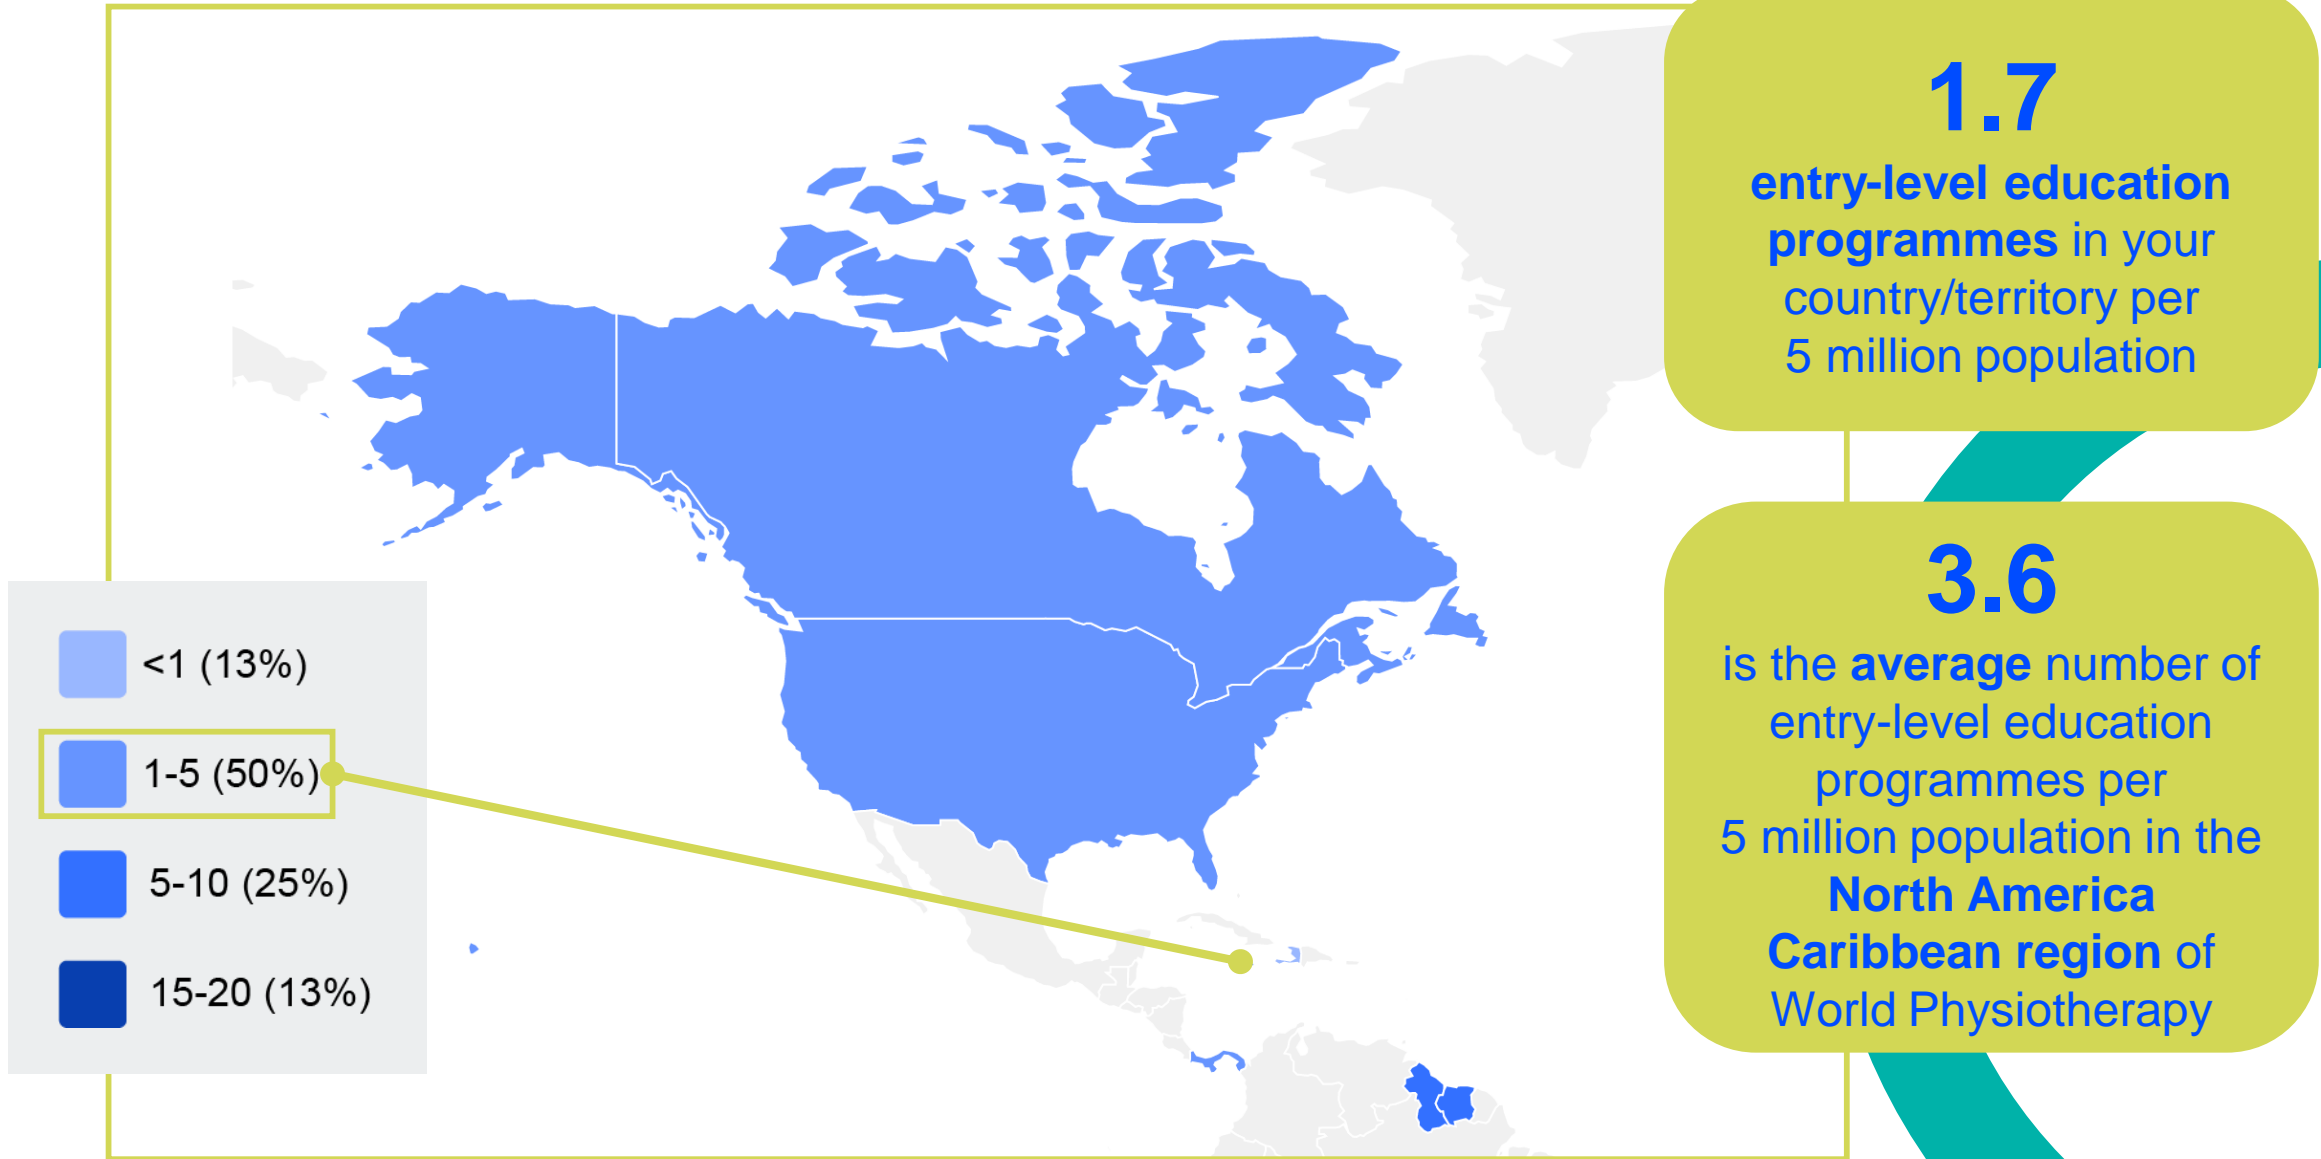 1.7
entry-level education
programmes in your
country/territory per
5 million population
3.6
is the average number of
entry-level education
programmes per
5 million population in the
North America
Caribbean region of
World Physiotherapy
<1 (13%)
1-5 (50%)
5-10 (25%)
15-20 (13%)